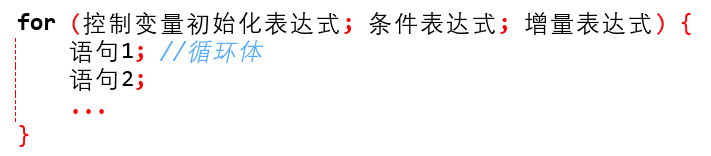 for (控制变量初始化表达式; 条件表达式; 增量表达式) {
语句1; //循环体
语句2;
...
}